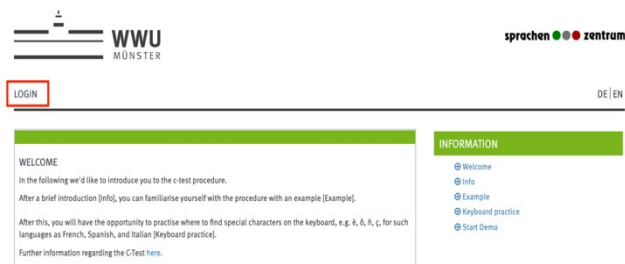 WWU
MÜNSTER
sprachen zentrum
LOGIN
DE|EN
WELCOME
In the following we'd like to introduce you to the c-test procedure.
After a brief introduction [Info], you can familiarise yourself with the procedure with an example [Example].
After this, you will have the opportunity to practise where to find special characters on the keyboard, e.g. ê, õ, ñ, ç, for such
languages as French, Spanish, and Italian [Keyboard practice].
Further information regarding the C-Test here.
INFORMATION
Welcome
Info
Example
Keyboard practice
Start Demo